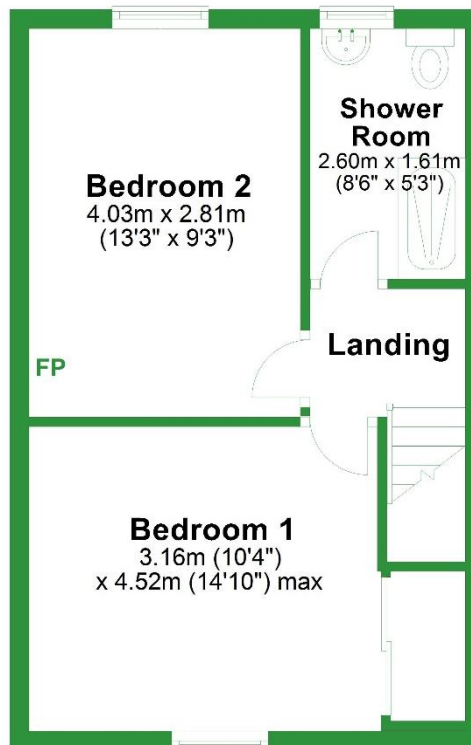 Shower
Room
2.60m x 1.61m
(8'6" x 5'3")
Bedroom 2
4.03m x 2.81m
(13'3" x 9'3")
Landing
FP
Bedroom 1
3.16m (10'4")
x 4.52m (14'10") max